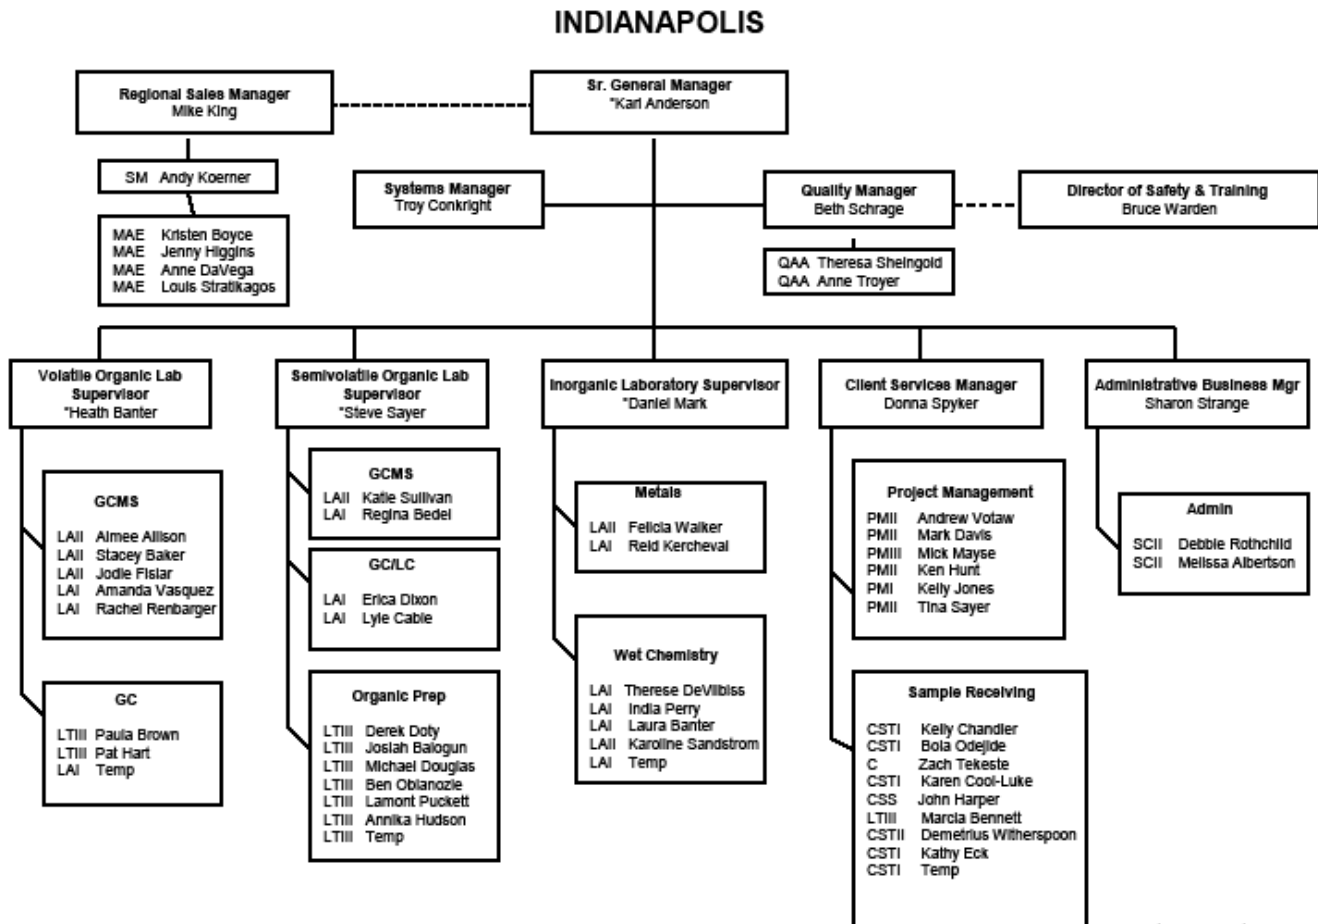 INDIANAPOLIS
Regional Sales Manager
Mike King
Sr. General Manager
*Karl Anderson
SM Andy Koerner
MAE Kristen Boyce
MAE Jenny Higgins
MAE Anne DaVega
MAE Louis Stratikagos
Systems Manager
Troy Conkright
Quality Manager
Beth Schrage
Director of Safety & Training
Bruce Warden
QAA Theresa Sheingold
QAA Anne Troyer
Volatile Organic Lab
Supervisor
*Heath Banter
GCMS
LAII Aimee Allison
LAII Stacey Baker
LAII Jodie Fislar
LAI Amanda Vasquez
LAI Rachel Renbarger
GC
LTIII Paula Brown
LTIII Pat Hart
LAI Temp
Semivolatile Organic Lab
Supervisor
*Steve Sayer
GCMS
LAII Katie Sullivan
LAI Regina Bedel
GC/LC
LAI Erica Dixon
LAI Lyle Cable
Organic Prep
LTIII Derek Doty
LTIII Josiah Balogun
LTIII Michael Douglas
LTIII Ben Obianozie
LTIII Lamont Puckett
LTIII Annika Hudson
LTIII Temp
Inorganic Laboratory Supervisor
*Daniel Mark
Metals
LAII Felicia Walker
LAI Reid Kercheval
Wet Chemistry
LAI Therese DeVilbiss
LAI India Perry
LAI Laura Banter
LAII Karoline Sandstrom
LAI Temp
Client Services Manager
Donna Spyker
Project Management
PMII Andrew Votaw
PMII Mark Davis
PMIII Mick Mayse
PMII Ken Hunt
PMI Kelly Jones
PMII Tina Sayer
Sample Receiving
CSTI Kelly Chandler
CSTI Bola Odejide
C Zach Tekeste
CSTI Karen Cool-Luke
CSS John Harper
LTIII Marcia Bennett
CSTII Demetrius Witherspoon
CSTI Kathy Eck
CSTI Temp
Administrative Business Mgr
Sharon Strange
Admin
SCII Debbie Rothchild
SCII Melissa Albertson